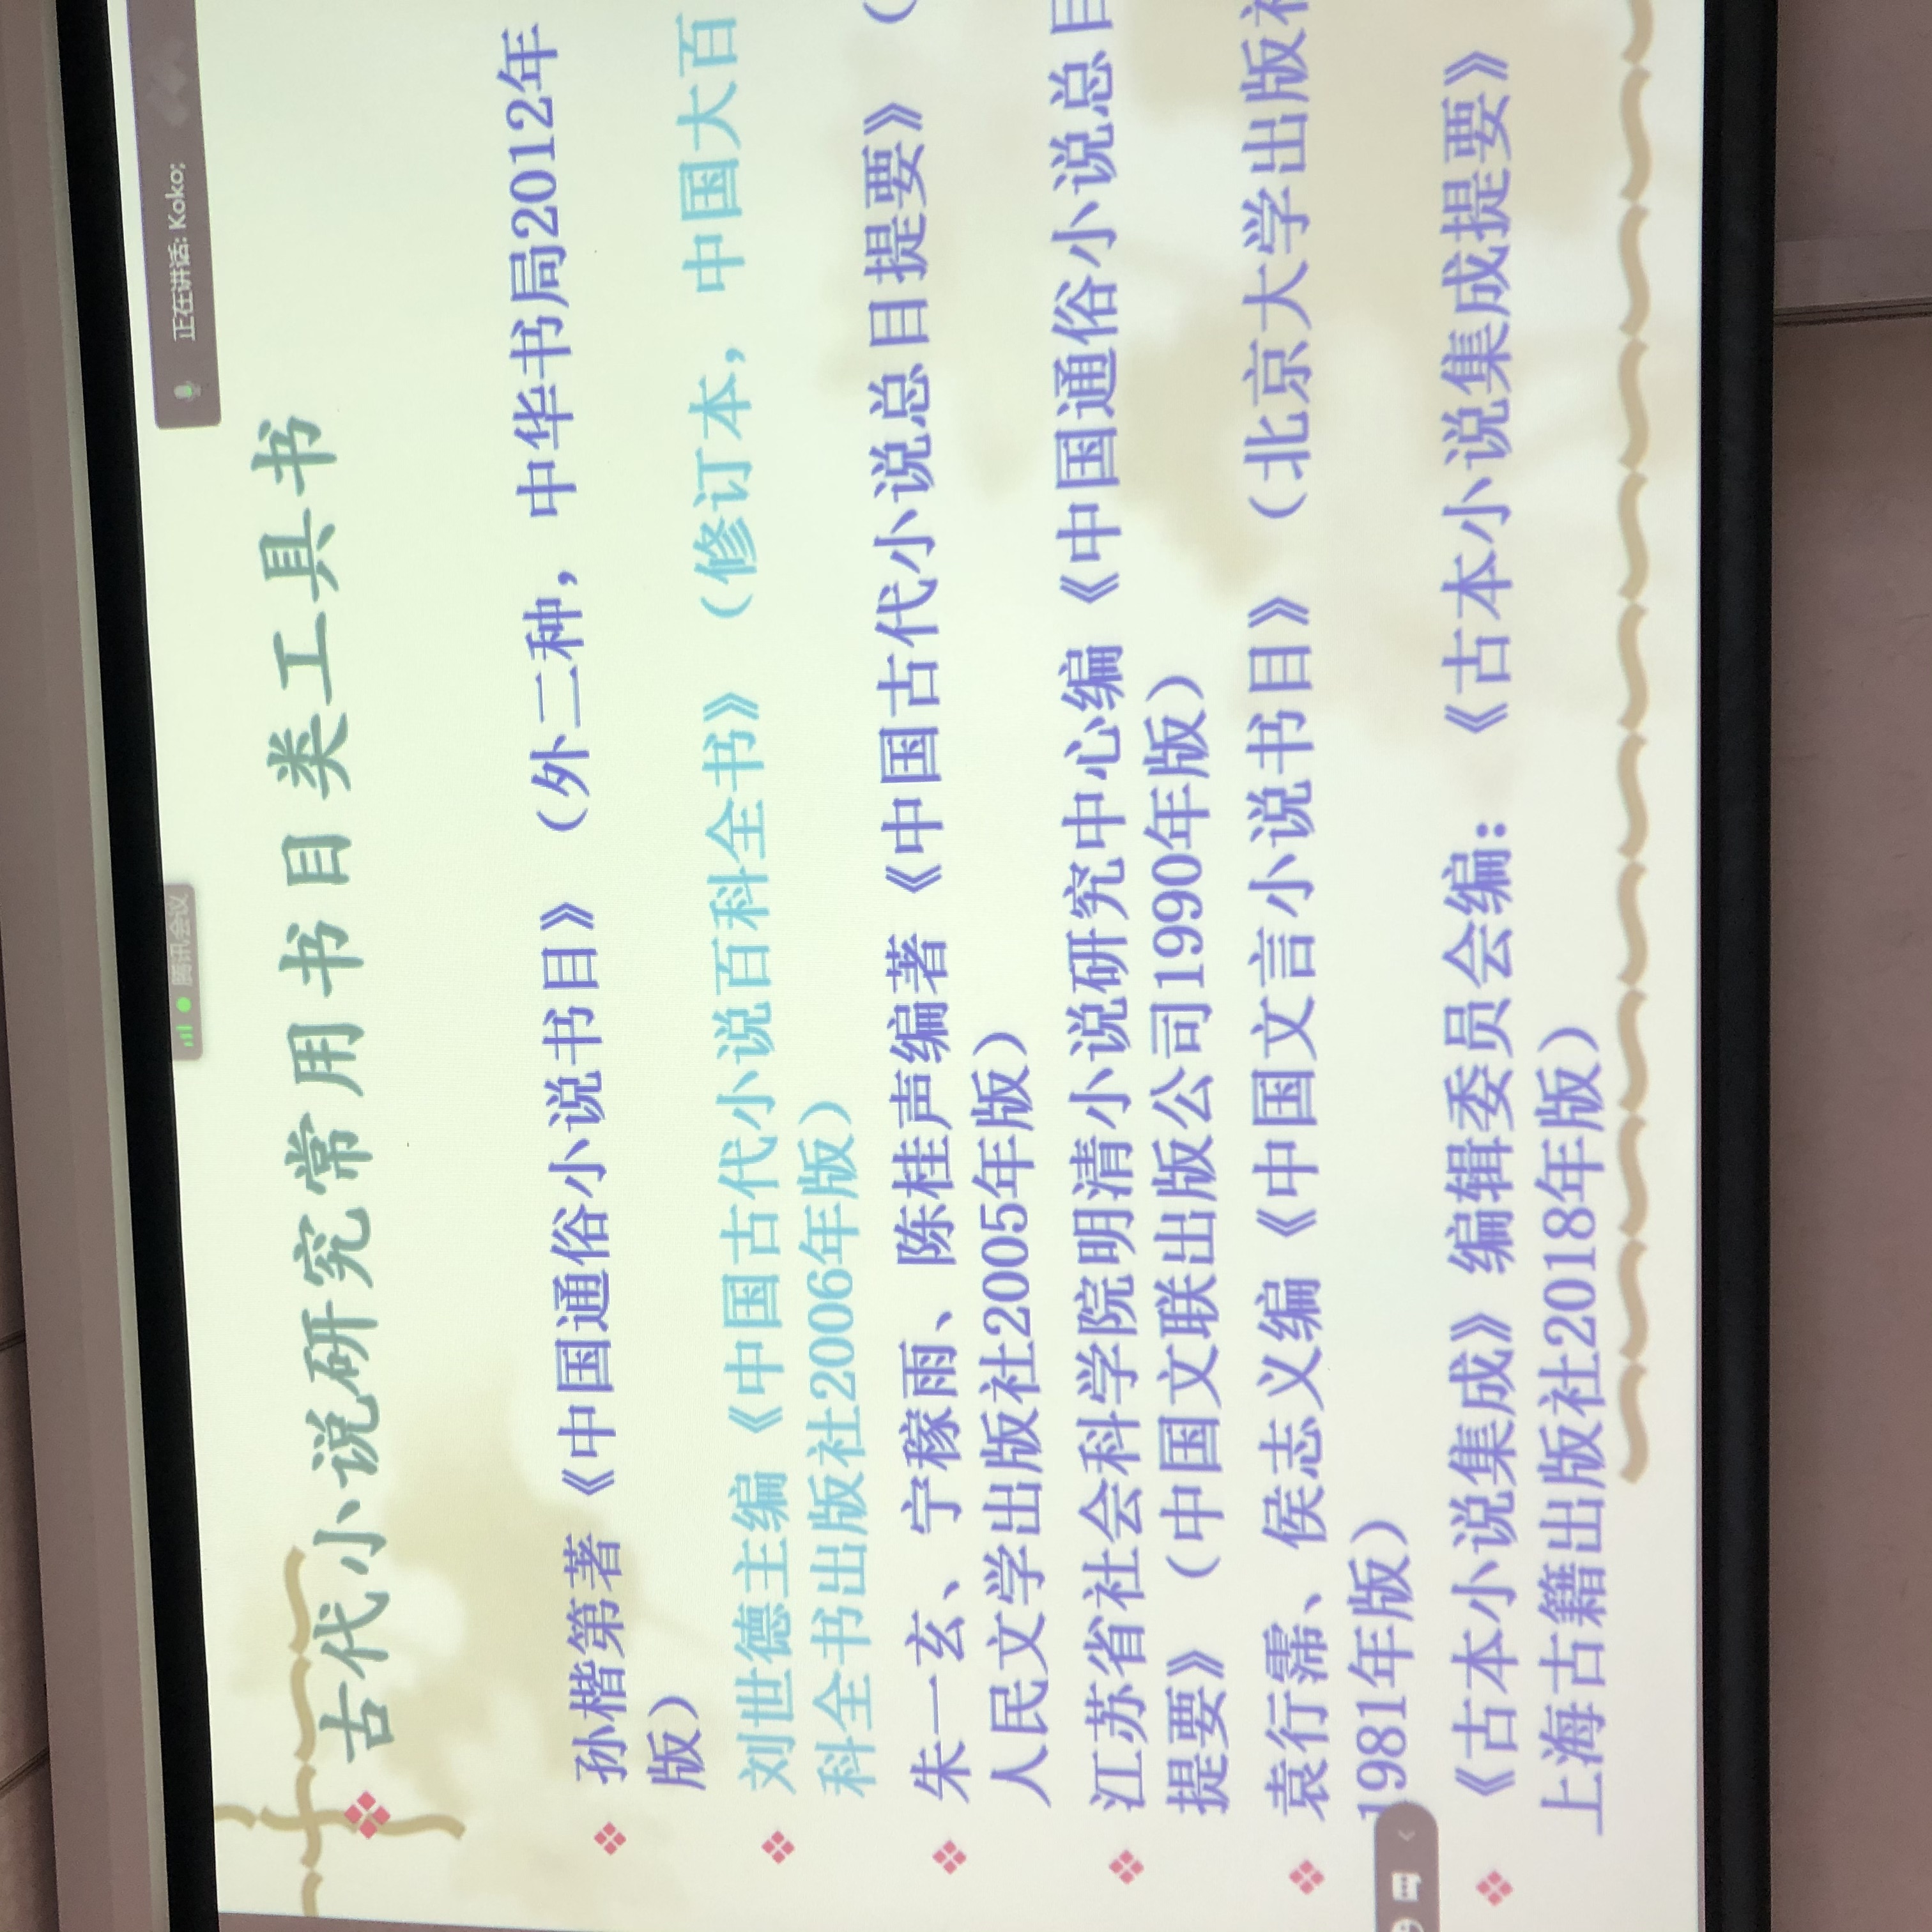 腾讯会议
正在讲话: Koko;
古代小说研究常用书目类工具书
孙楷第著《中国通俗小说书目》（外二种，中华书局2012年
版）
刘世德主编《中国古代小说百科全书》（修订本，中国大百
科全书出版社2006年版）
朱一玄、宁稼雨、陈桂声编著《中国古代小说总目提要》（
人民文学出版社2005年版）
江苏省社会科学院明清小说研究中心编《中国通俗小说总目
提要》（中国文联出版公司1990年版）
袁行霈、侯志义编《中国文言小说书目》（北京大学出版社
1981年版）
《古本小说集成》编辑委员会编：《古本小说集成提要》
上海古籍出版社2018年版）